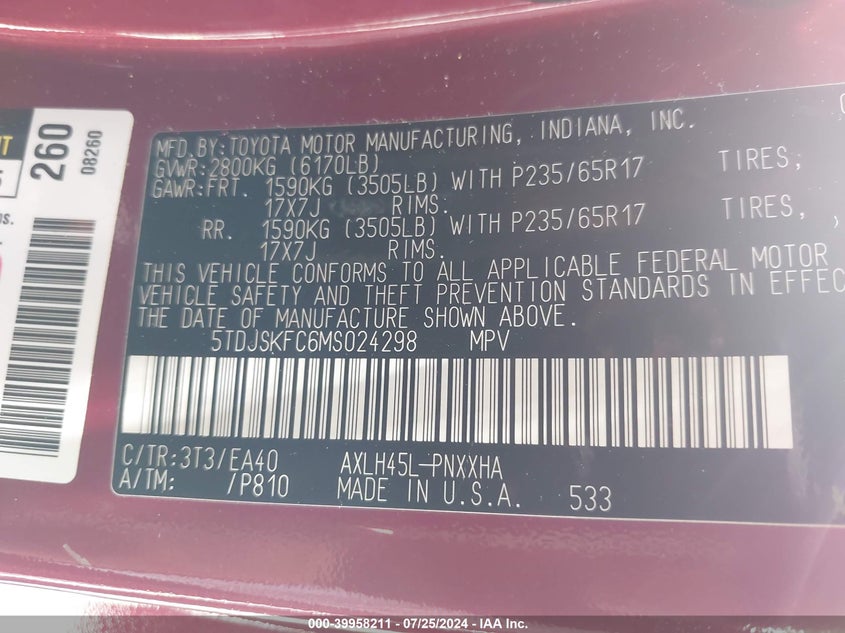 260
08260
MFD. BY: TOYOTA MOTOR MANUFACTURING, INDIANA, INC.
GVWR: 2800KG (6170LB)
GAWR: FRT. 1590KG (3505LB) WITH P235/65R17 TIRES,
17X7J RIMS.
RR. 1590KG (3505LB) WITH P235/65R17 TIRES, ,
17X7J RIMS.
THIS VEHICLE CONFORMS TO ALL APPLICABLE FEDERAL MOTOR
VEHICLE SAFETY AND THEFT PREVENTION STANDARDS IN EFFEC
THE DATE OF MANUFACTURE SHOWN ABOVE.
5TDJSKFC6MS024298 MPV
C/TR: 3T3/EA40 AXLH45L-PNXXHA
A/TM: /P810 MADE IN U.S.A. 533
000-39958211 - 07/25/2024 - IAA Inc.